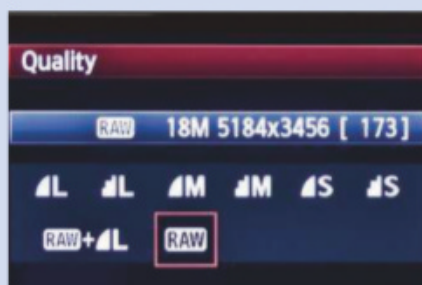 Quality
RAW 18M 5184x3456 [ 173]
L L M M S S
RAW+L RAW